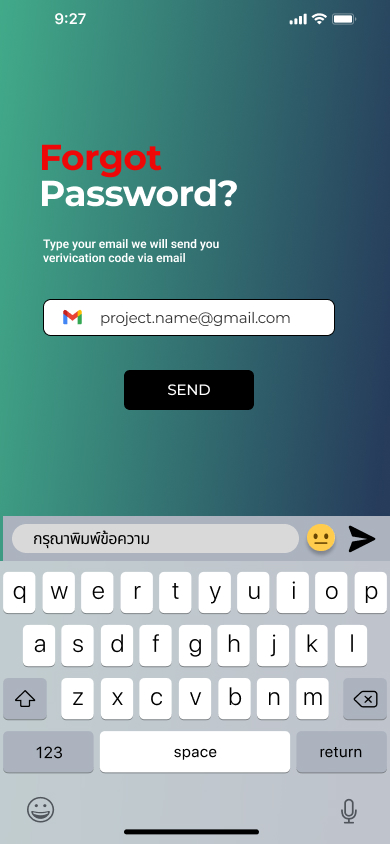 9:27
Forgot
Password?
Type your email we will send you
verivication code via email
project.name@gmail.com
SEND
กรุณาพิมพ์ข้อความ
q w e r t y u i o p
a s d f g h j k l
z x c v b n m
123 space return